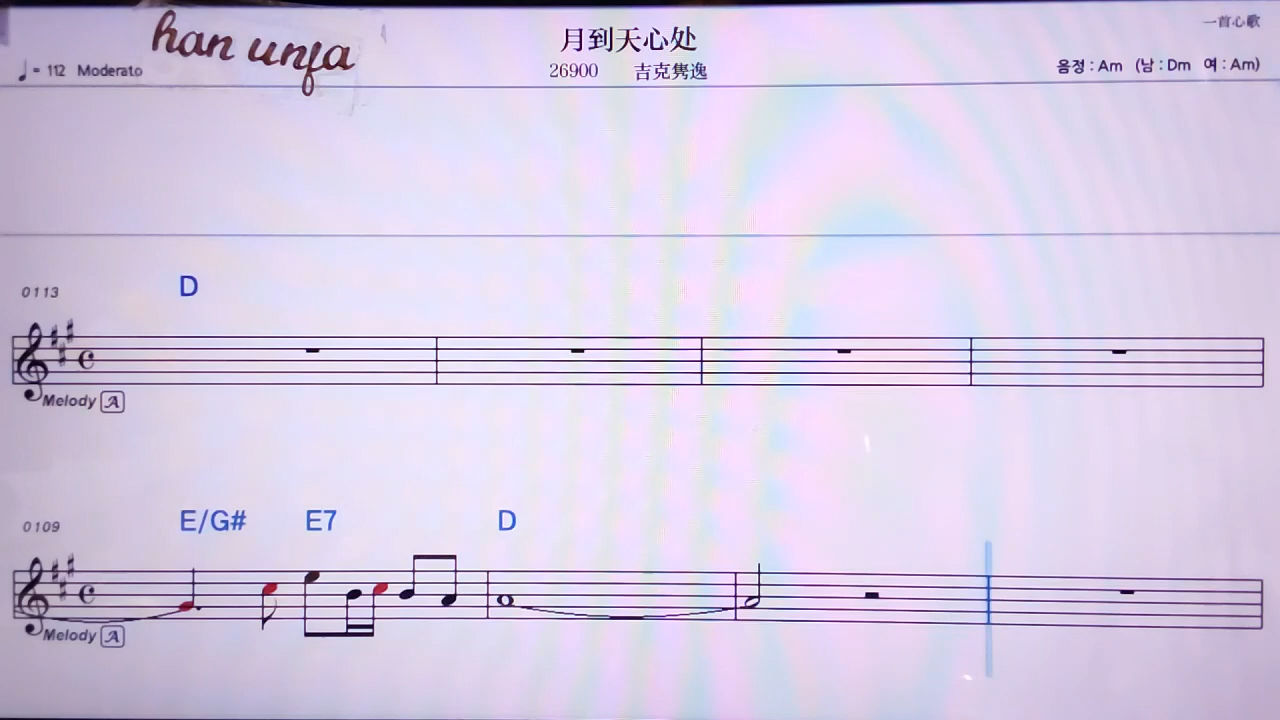 han unfa
月到天心处
一首心歌
♩= 112 Moderato
26900 吉克隽逸
음정 : Am (남 : Dm 여 : Am)
0113 D
Melody A
0109 E/G# E7 D
Melody A